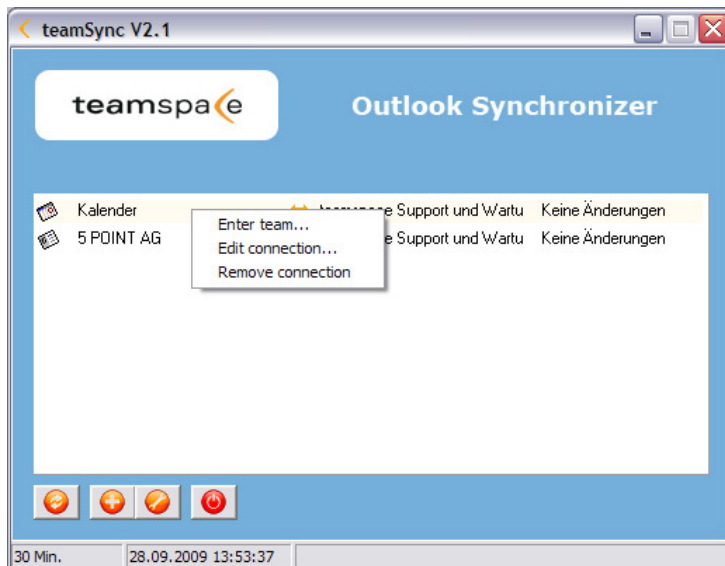 teamSync V2.1
teamspace
Outlook Synchronizer
Kalender
e Support und Wartu
Keine Änderungen
5 POINT AG
e Support und Wartu
Keine Änderungen
Enter team...
Edit connection...
Remove connection
30 Min.
28.09.2009 13:53:37